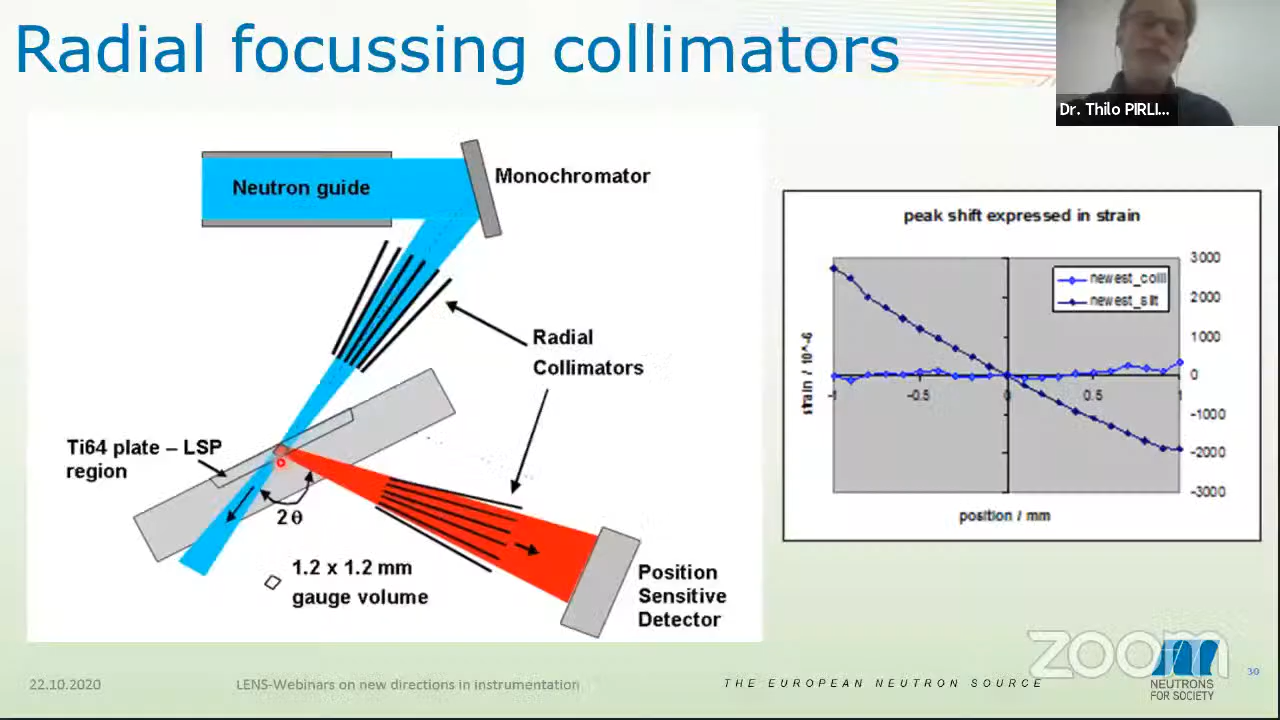 Radial focussing collimators
Dr. Thilo PIRLI...
Neutron guide
Monochromator
Radial
Collimators
Ti64 plate – LSP
region
2 θ
1.2 x 1.2 mm
gauge volume
Position
Sensitive
Detector
peak shift expressed in strain
newest_colli
newest_slit
3000
2000
1000
0
-1000
-2000
-3000
-1
-0.5
0
0.5
1
strain / 10^-6
position / mm
zoom
22.10.2020
LENS-Webinars on new directions in instrumentation
THE EUROPEAN NEUTRON SOURCE
NEUTRONS
FOR SOCIETY
30